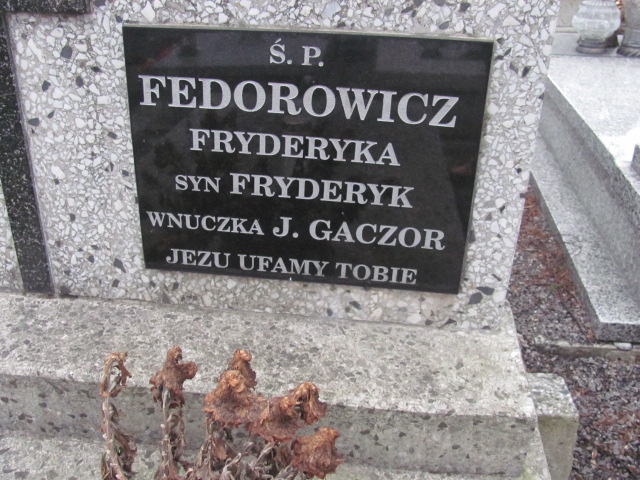 Ś. P.
FEDOROWICZ
FRYDERYKA
SYN FRYDERYK
WNUCZKA J. GACZOR
JEZU UFAMY TOBIE